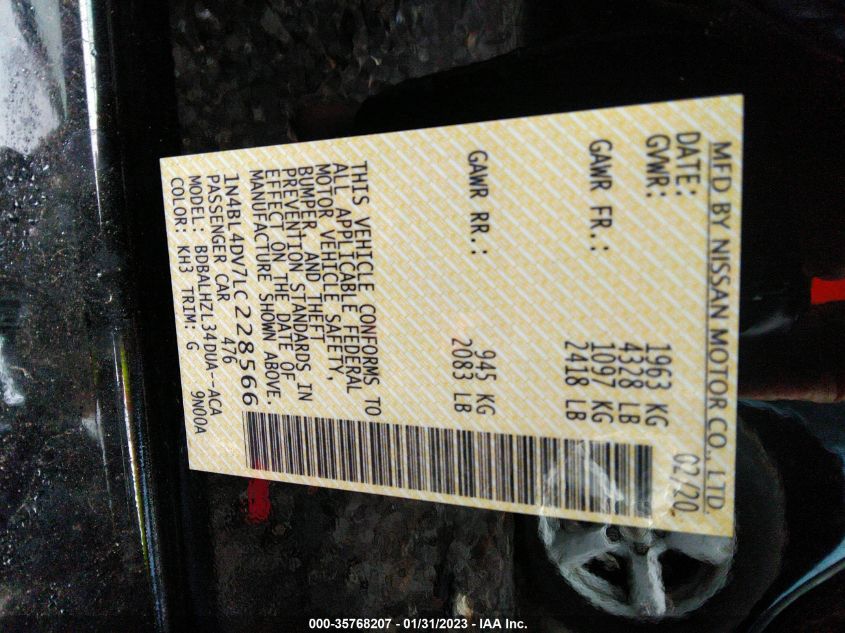 MFD BY NISSAN MOTOR CO., LTD.
DATE: 02/20
GVWR: 1963 KG
4328 LB
GAWR FR.: 1097 KG
2418 LB
GAWR RR.: 945 KG
2083 LB
THIS VEHICLE CONFORMS TO
ALL APPLICABLE FEDERAL
MOTOR VEHICLE SAFETY,
BUMPER AND THEFT
PREVENTION STANDARDS IN
EFFECT ON THE DATE OF
MANUFACTURE SHOWN ABOVE.
1N4BL4DV7LC228566
PASSENGER CAR 476
MODEL: BDBALHZL34DUA--ACA
COLOR: KH3 TRIM: G 9N00A
000-35768207 - 01/31/2023 - IAA Inc.